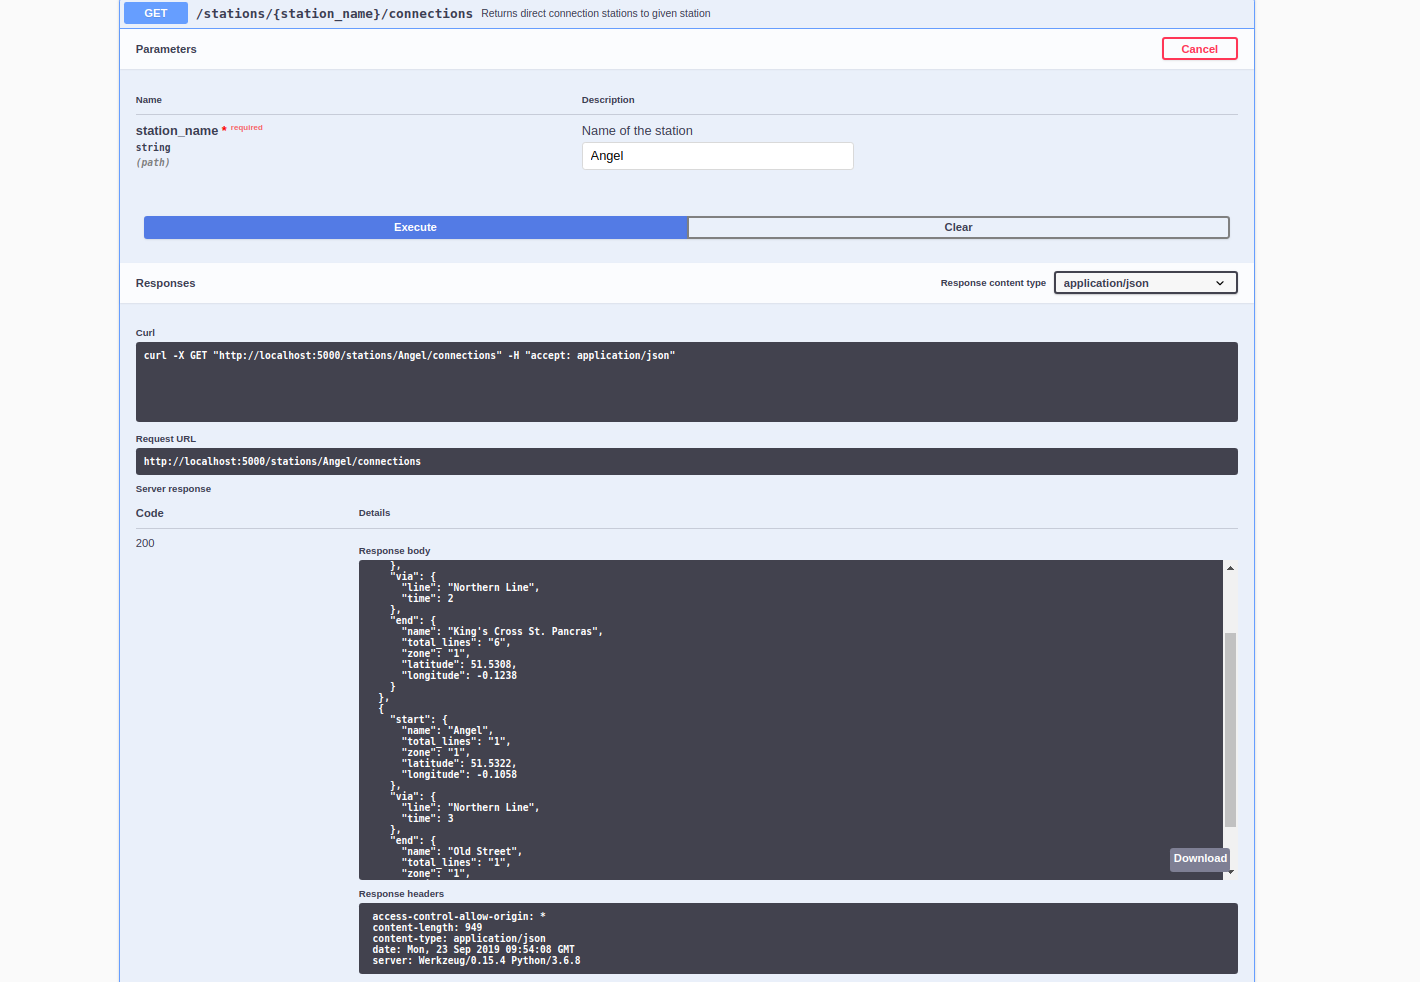 GET /stations/{station_name}/connections Returns direct connection stations to given station
Parameters Cancel
Name Description
station_name * required Name of the station
string
(path)
Angel
Execute Clear
Responses Response content type application/json
Curl
curl -X GET "http://localhost:5000/stations/Angel/connections" -H "accept: application/json"
Request URL
http://localhost:5000/stations/Angel/connections
Server response
Code Details
200
Response body
},
"via": {
"line": "Northern Line",
"time": 2
},
"end": {
"name": "King's Cross St. Pancras",
"total_lines": "6",
"zone": "1",
"latitude": 51.5308,
"longitude": -0.1238
}
},
{
"start": {
"name": "Angel",
"total_lines": "1",
"zone": "1",
"latitude": 51.5322,
"longitude": -0.1058
},
"via": {
"line": "Northern Line",
"time": 3
},
"end": {
"name": "Old Street",
"total_lines": "1",
"zone": "1",
Download
Response headers
access-control-allow-origin: *
content-length: 949
content-type: application/json
date: Mon, 23 Sep 2019 09:54:08 GMT
server: Werkzeug/0.15.4 Python/3.6.8